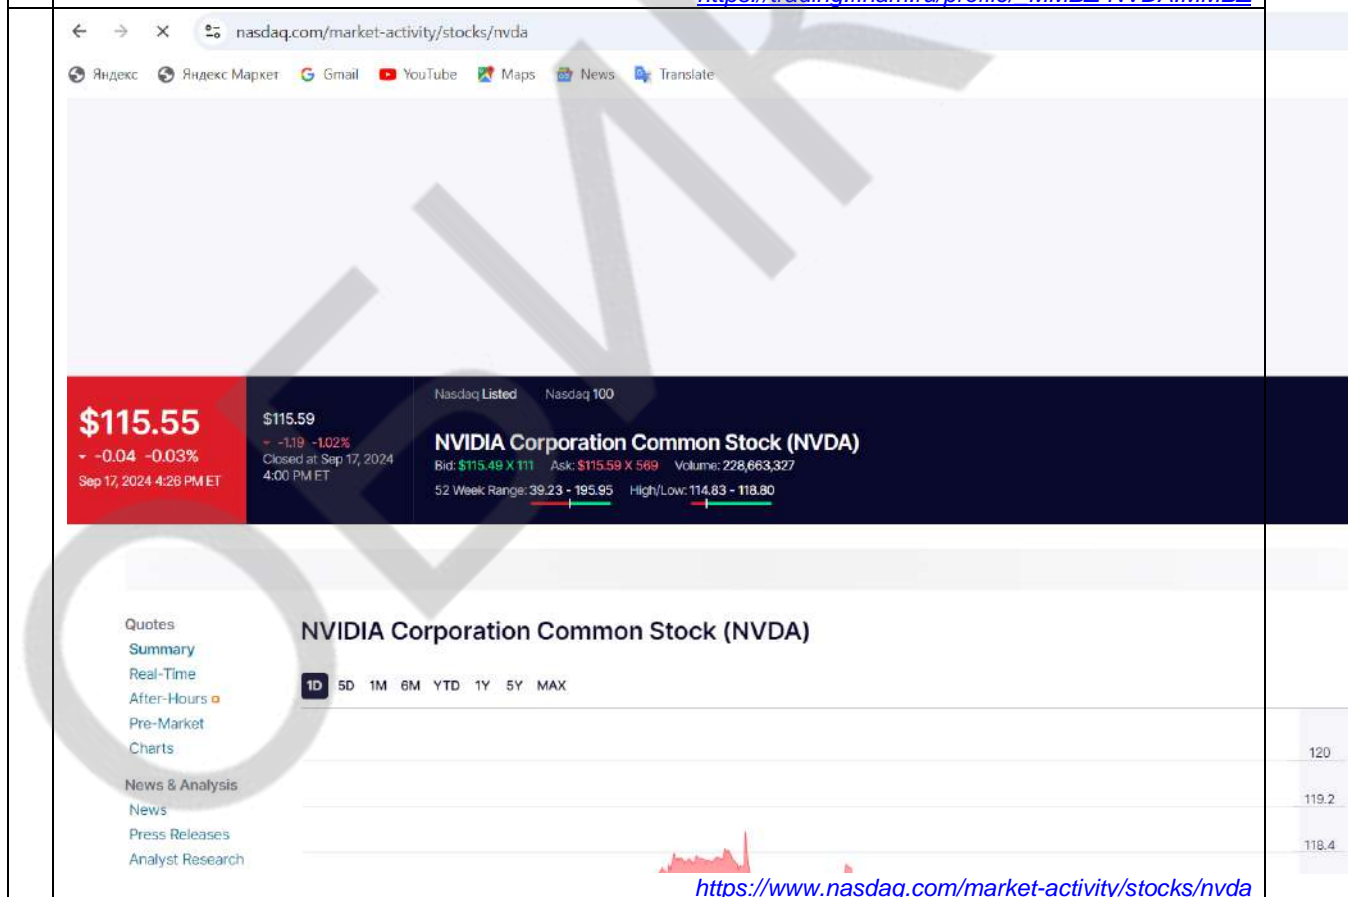 nasdaq.com/market-activity/stocks/nvda
Яндекс Яндекс Маркет Gmail YouTube Maps News Translate
Nasdaq Listed Nasdaq 100
$115.55
-0.04 -0.03%
Sep 17, 2024 4:26 PM ET
$115.59
-1.19 -1.02%
Closed at Sep 17, 2024
4:00 PM ET
NVIDIA Corporation Common Stock (NVDA)
Bid: $115.49 X 111 Ask: $115.59 X 569 Volume: 228,663,327
52 Week Range: 39.23 - 195.95 High/Low: 114.83 - 118.80
Quotes
Summary
Real-Time
After-Hours
Pre-Market
Charts
News & Analysis
News
Press Releases
Analyst Research
NVIDIA Corporation Common Stock (NVDA)
1D 5D 1M 6M YTD 1Y 5Y MAX
120
119.2
118.4
https://www.nasdaq.com/market-activity/stocks/nvda